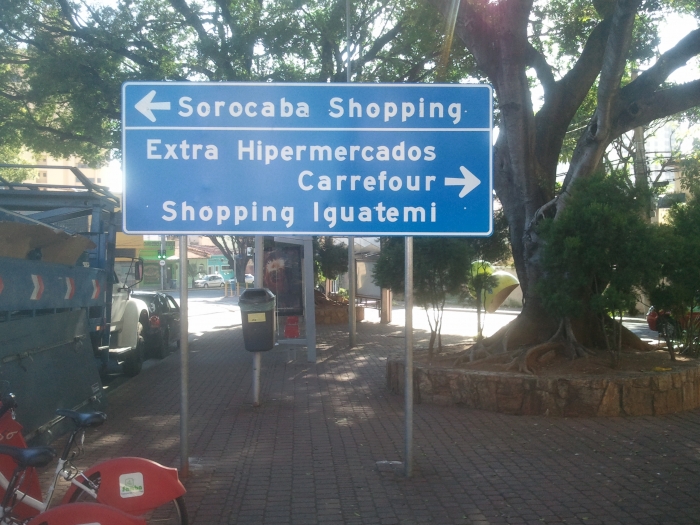 Sorocaba Shopping
Extra Hipermercados
Carrefour
Shopping Iguatemi